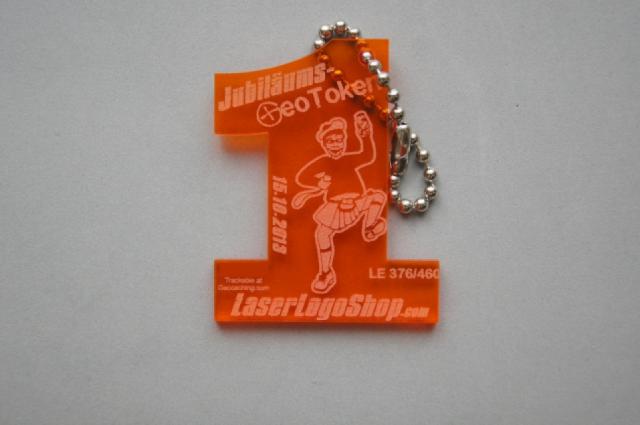 Jubiläums-
GeoToken
15.10.2013
LE 376/460
Trackable at
Geocaching.com
LaserLogoShop.com